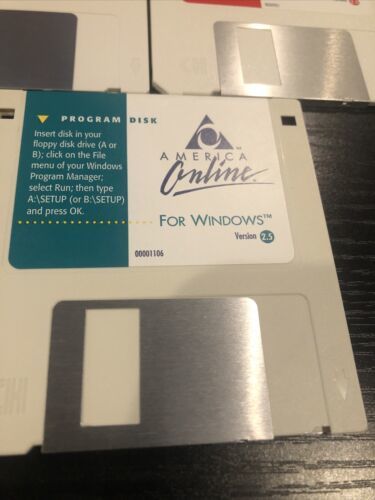 PROGRAM DISK
Insert disk in your
floppy disk drive (A or
B); click on the File
menu of your Windows
Program Manager;
select Run; then type
A:\SETUP (or B:\SETUP)
and press OK.
AMERICA
Online
TM
FOR WINDOWS™
Version 2.5
00001106